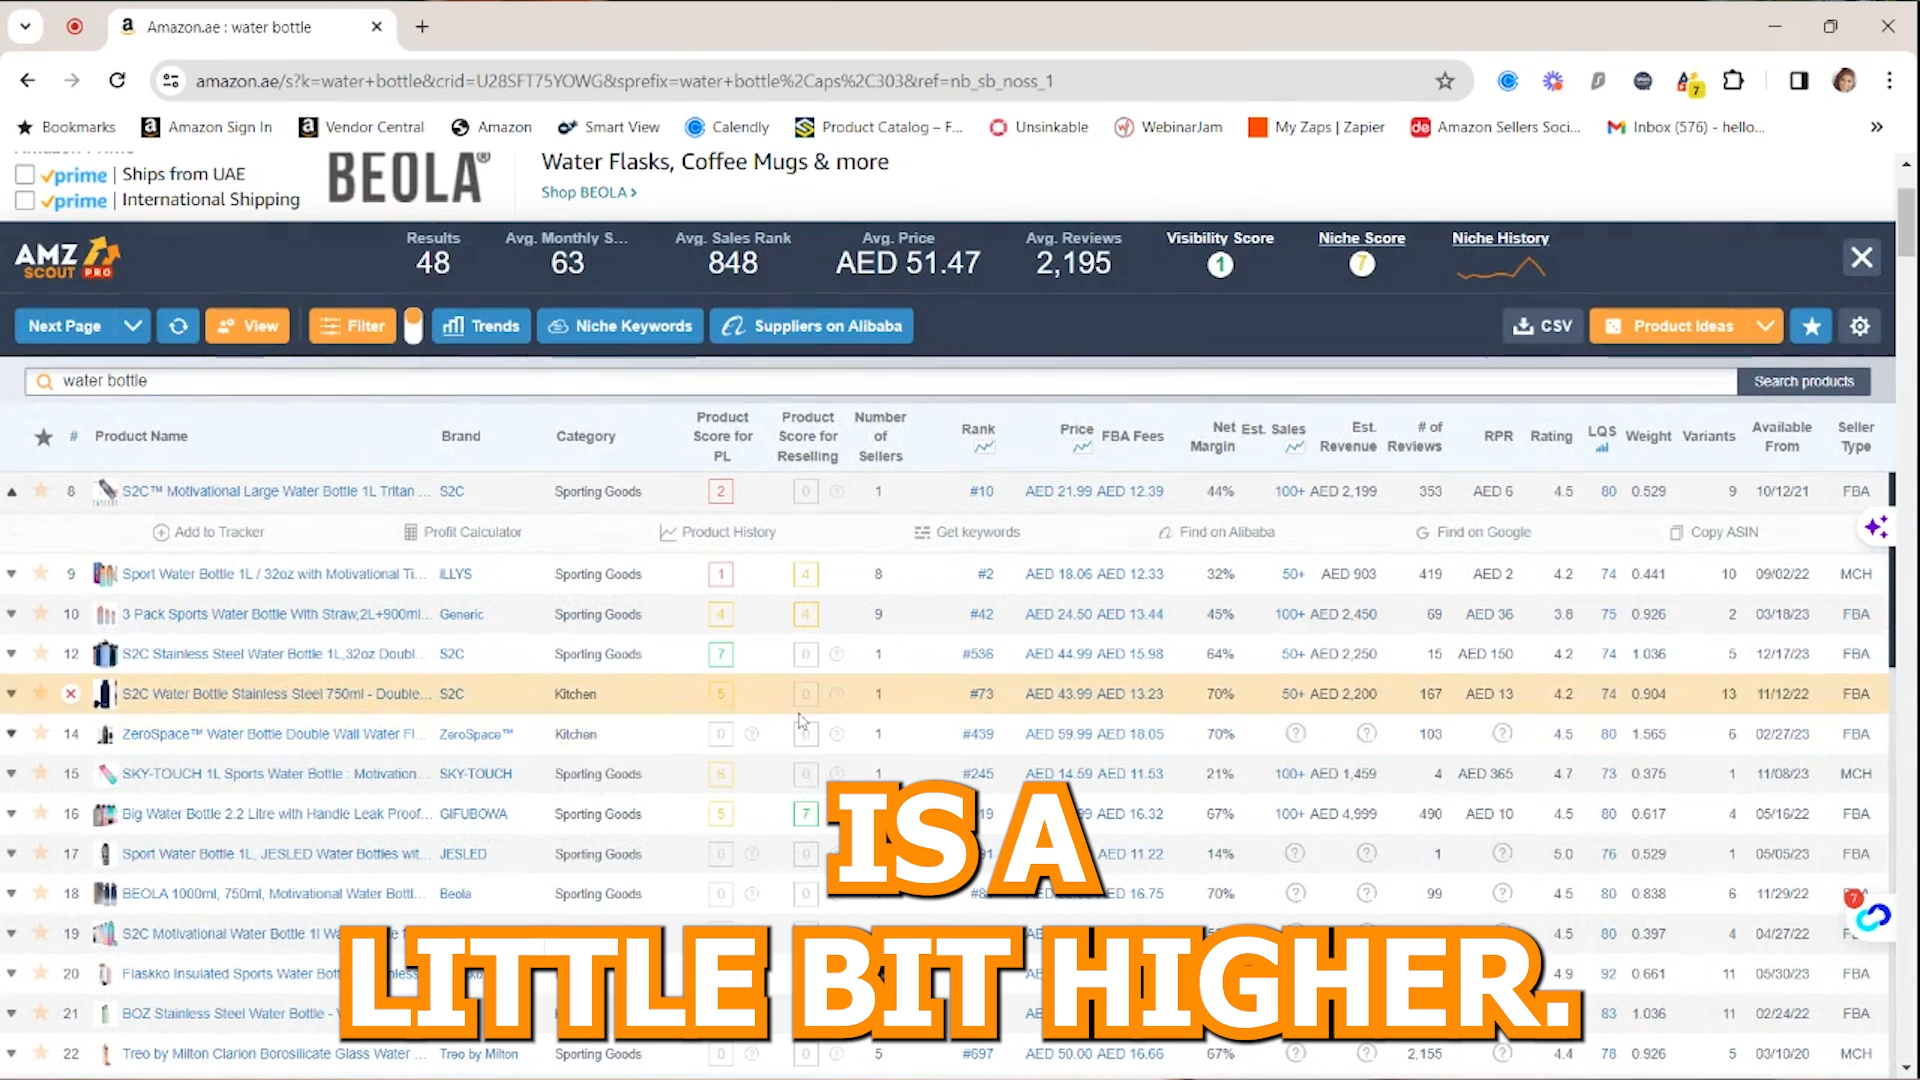 Amazon.ae : water bottle
amazon.ae/s?k=water+bottle&crid=U28SFT75YOWG&sprefix=water+bottle%2Caps%2C303&ref=nb_sb_noss_1
7
Bookmarks Amazon Sign In Vendor Central Amazon Smart View Calendly Product Catalog – F... Unsinkable WebinarJam My Zaps | Zapier Amazon Sellers Soci... Inbox (576) - hello...
prime | Ships from UAE
prime | International Shipping
BEOLA®
Water Flasks, Coffee Mugs & more
Shop BEOLA >
AMZ SCOUT PRO
Results Avg. Monthly S... Avg. Sales Rank Avg. Price Avg. Reviews Visibility Score Niche Score Niche History
48 63 848 AED 51.47 2,195 1 7
Next Page View Filter Trends Niche Keywords Suppliers on Alibaba CSV Product Ideas
water bottle Search products
# Product Name Brand Category Product Score for PL Product Score for Reselling Number of Sellers Rank Price FBA Fees Net Margin Est. Sales Est. Revenue # of Reviews RPR Rating LQS Weight Variants Available From Seller Type
8 S2C™ Motivational Large Water Bottle 1L Tritan ... S2C Sporting Goods 2 0 1 #10 AED 21.99 AED 12.39 44% 100+ AED 2,199 353 AED 6 4.5 80 0.529 9 10/12/21 FBA
Add to Tracker Profit Calculator Product History Get keywords Find on Alibaba Find on Google Copy ASIN
9 Sport Water Bottle 1L / 32oz with Motivational Ti... ILLYS Sporting Goods 1 4 8 #2 AED 18.06 AED 12.33 32% 50+ AED 903 419 AED 2 4.2 74 0.441 10 09/02/22 MCH
10 3 Pack Sports Water Bottle With Straw,2L+900ml... Generic Sporting Goods 4 4 9 #42 AED 24.50 AED 13.44 45% 100+ AED 2,450 69 AED 36 3.8 75 0.926 2 03/18/23 FBA
12 S2C Stainless Steel Water Bottle 1L,32oz Doubl... S2C Sporting Goods 7 0 1 #536 AED 44.99 AED 15.98 64% 50+ AED 2,250 15 AED 150 4.2 74 1.036 5 12/17/23 FBA
S2C Water Bottle Stainless Steel 750ml - Double... S2C Kitchen 5 0 1 #73 AED 43.99 AED 13.23 70% 50+ AED 2,200 167 AED 13 4.2 74 0.904 13 11/12/22 FBA
14 ZeroSpace™ Water Bottle Double Wall Water Fl... ZeroSpace™ Kitchen 0 0 1 #439 AED 59.99 AED 18.05 70% 103 4.5 80 1.565 6 02/27/23 FBA
15 SKY-TOUCH 1L Sports Water Bottle : Motivation... SKY-TOUCH Sporting Goods 6 0 1 #245 AED 14.59 AED 11.53 21% 100+ AED 1,459 4 AED 365 4.7 73 0.375 1 11/08/23 MCH
16 Big Water Bottle 2.2 Litre with Handle Leak Proof... GIFUBOWA Sporting Goods 5 7 AED 16.32 67% 100+ AED 4,999 490 AED 10 4.5 80 0.617 4 05/16/22 FBA
17 Sport Water Bottle 1L, JESLED Water Bottles wit... JESLED Sporting Goods 0 0 AED 11.22 14% 1 5.0 76 0.529 1 05/05/23 FBA
18 BEOLA 1000ml, 750ml, Motivational Water Bottl... Beola Sporting Goods 0 0 AED 16.75 70% 99 4.5 80 0.838 6 11/29/22
7
19 S2C Motivational Water Bottle 1l 4.5 80 0.397 4 04/27/22
20 Flaskko Insulated Sports Water 4.9 92 0.661 11 05/30/23 FBA
21 BOZ Stainless Steel Water Bottle - 83 1.036 11 02/24/22 FBA
22 Treo by Milton Clarion Borosilicate Glass Water ... Treo by Milton Sporting Goods 0 0 5 #697 AED 50.00 AED 16.66 67% 2,155 4.4 78 0.926 5 03/10/20 MCH
IS A
LITTLE BIT HIGHER.